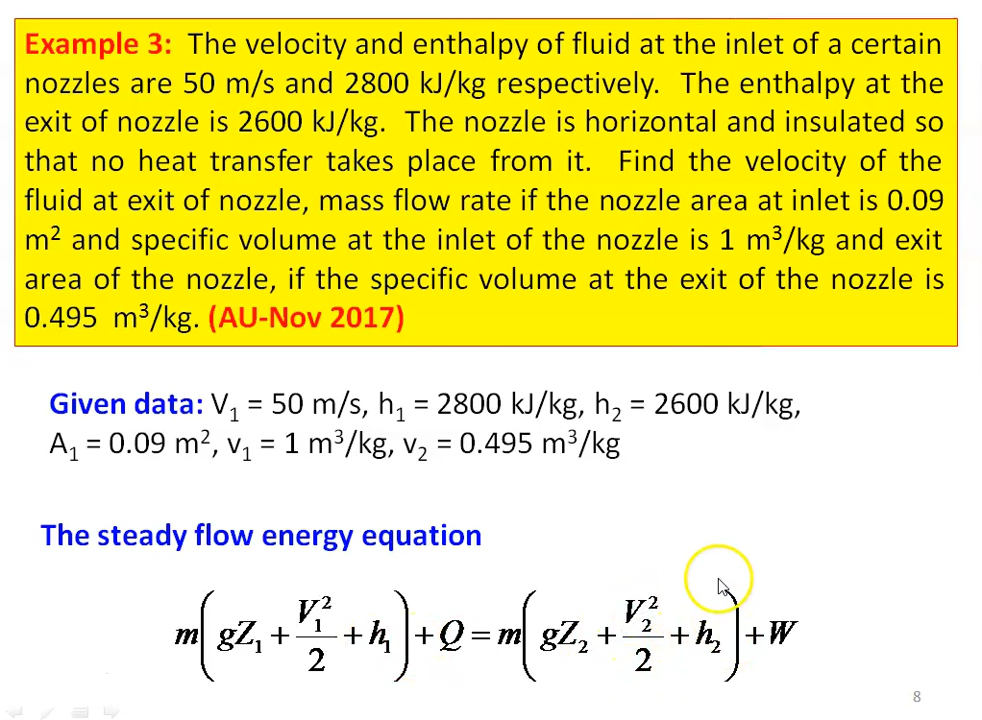 Example 3: The velocity and enthalpy of fluid at the inlet of a certain
nozzles are 50 m/s and 2800 kJ/kg respectively. The enthalpy at the
exit of nozzle is 2600 kJ/kg. The nozzle is horizontal and insulated so
that no heat transfer takes place from it. Find the velocity of the
fluid at exit of nozzle, mass flow rate if the nozzle area at inlet is 0.09
m² and specific volume at the inlet of the nozzle is 1 m³/kg and exit
area of the nozzle, if the specific volume at the exit of the nozzle is
0.495 m³/kg. (AU-Nov 2017)
Given data: V₁ = 50 m/s, h₁ = 2800 kJ/kg, h₂ = 2600 kJ/kg,
A₁ = 0.09 m², v₁ = 1 m³/kg, v₂ = 0.495 m³/kg
The steady flow energy equation
m(gZ₁ + V₁²/2 + h₁) + Q = m(gZ₂ + V₂²/2 + h₂) + W
8